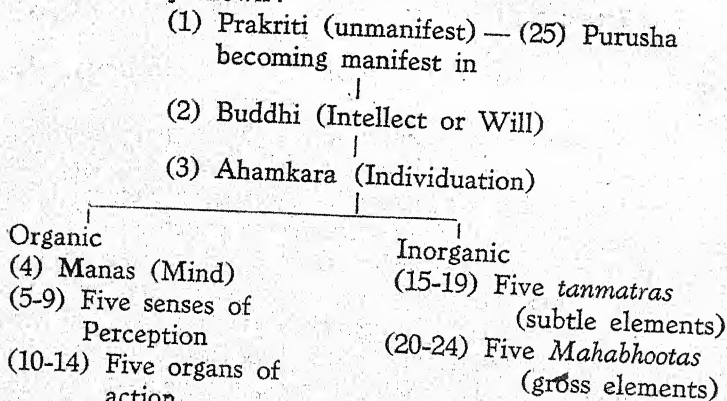 (1) Prakriti (unmanifest) — (25) Purusha
becoming manifest in
(2) Buddhi (Intellect or Will)
(3) Ahamkara (Individuation)
Organic
(4) Manas (Mind)
(5-9) Five senses of
Perception
(10-14) Five organs of
action
Inorganic
(15-19) Five tanmatras
(subtle elements)
(20-24) Five Mahabhootas
(gross elements)